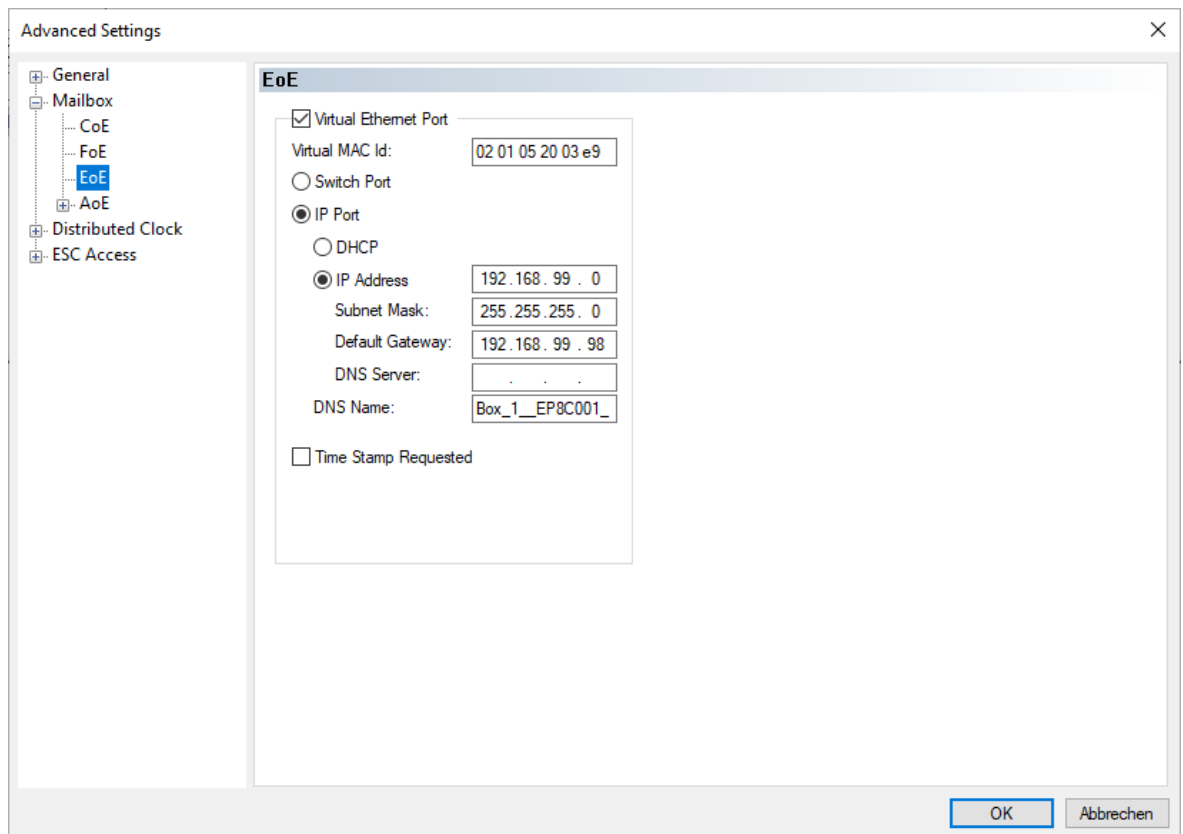 Advanced Settings
General
Mailbox
CoE
FoE
EoE
AoE
Distributed Clock
ESC Access
EoE
Virtual Ethernet Port
Virtual MAC Id: 02 01 05 20 03 e9
Switch Port
IP Port
DHCP
IP Address 192.168. 99 . 0
Subnet Mask: 255.255.255. 0
Default Gateway: 192.168. 99 . 98
DNS Server: . . .
DNS Name: Box_1__EP8C001_
Time Stamp Requested
OK Abbrechen